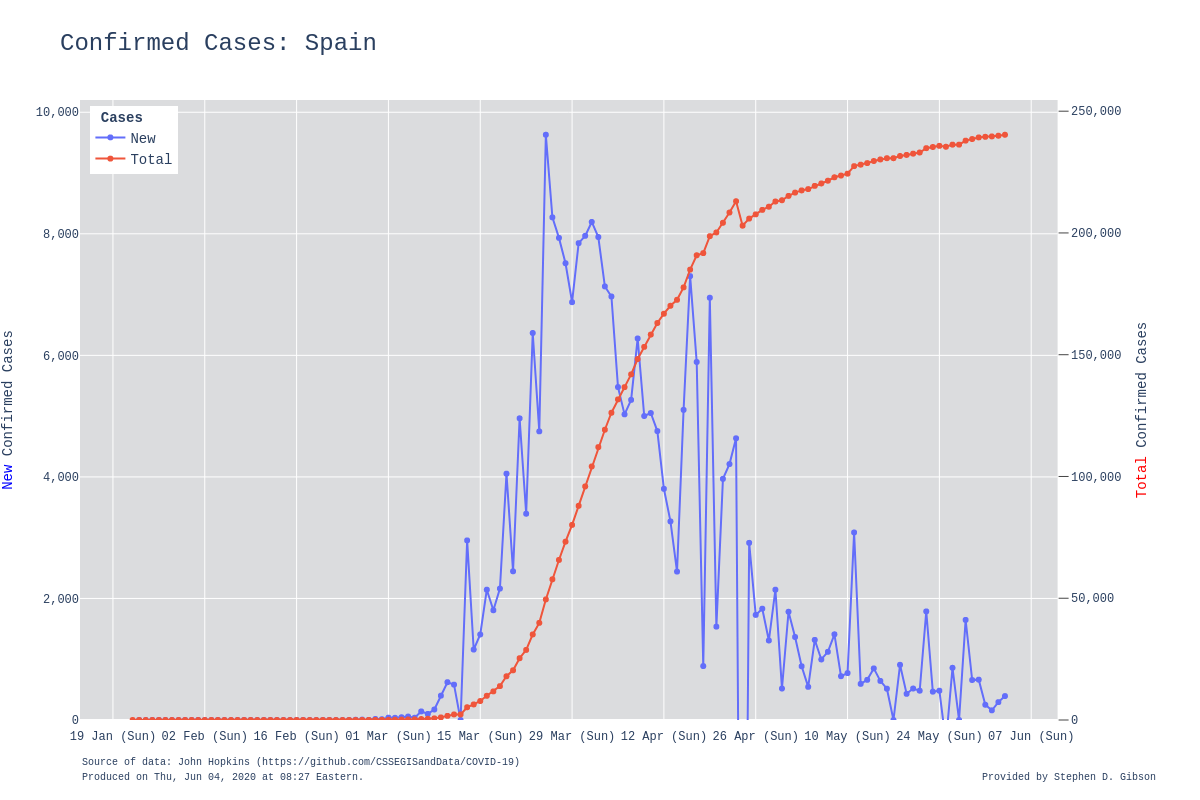 Confirmed Cases: Spain
Cases
New
Total
10,000
8,000
6,000
4,000
2,000
0
New Confirmed Cases
250,000
200,000
150,000
100,000
50,000
0
Total Confirmed Cases
19 Jan (Sun) 02 Feb (Sun) 16 Feb (Sun) 01 Mar (Sun) 15 Mar (Sun) 29 Mar (Sun) 12 Apr (Sun) 26 Apr (Sun) 10 May (Sun) 24 May (Sun) 07 Jun (Sun)
Source of data: John Hopkins (https://github.com/CSSEGISandData/COVID-19)
Produced on Thu, Jun 04, 2020 at 08:27 Eastern.
Provided by Stephen D. Gibson